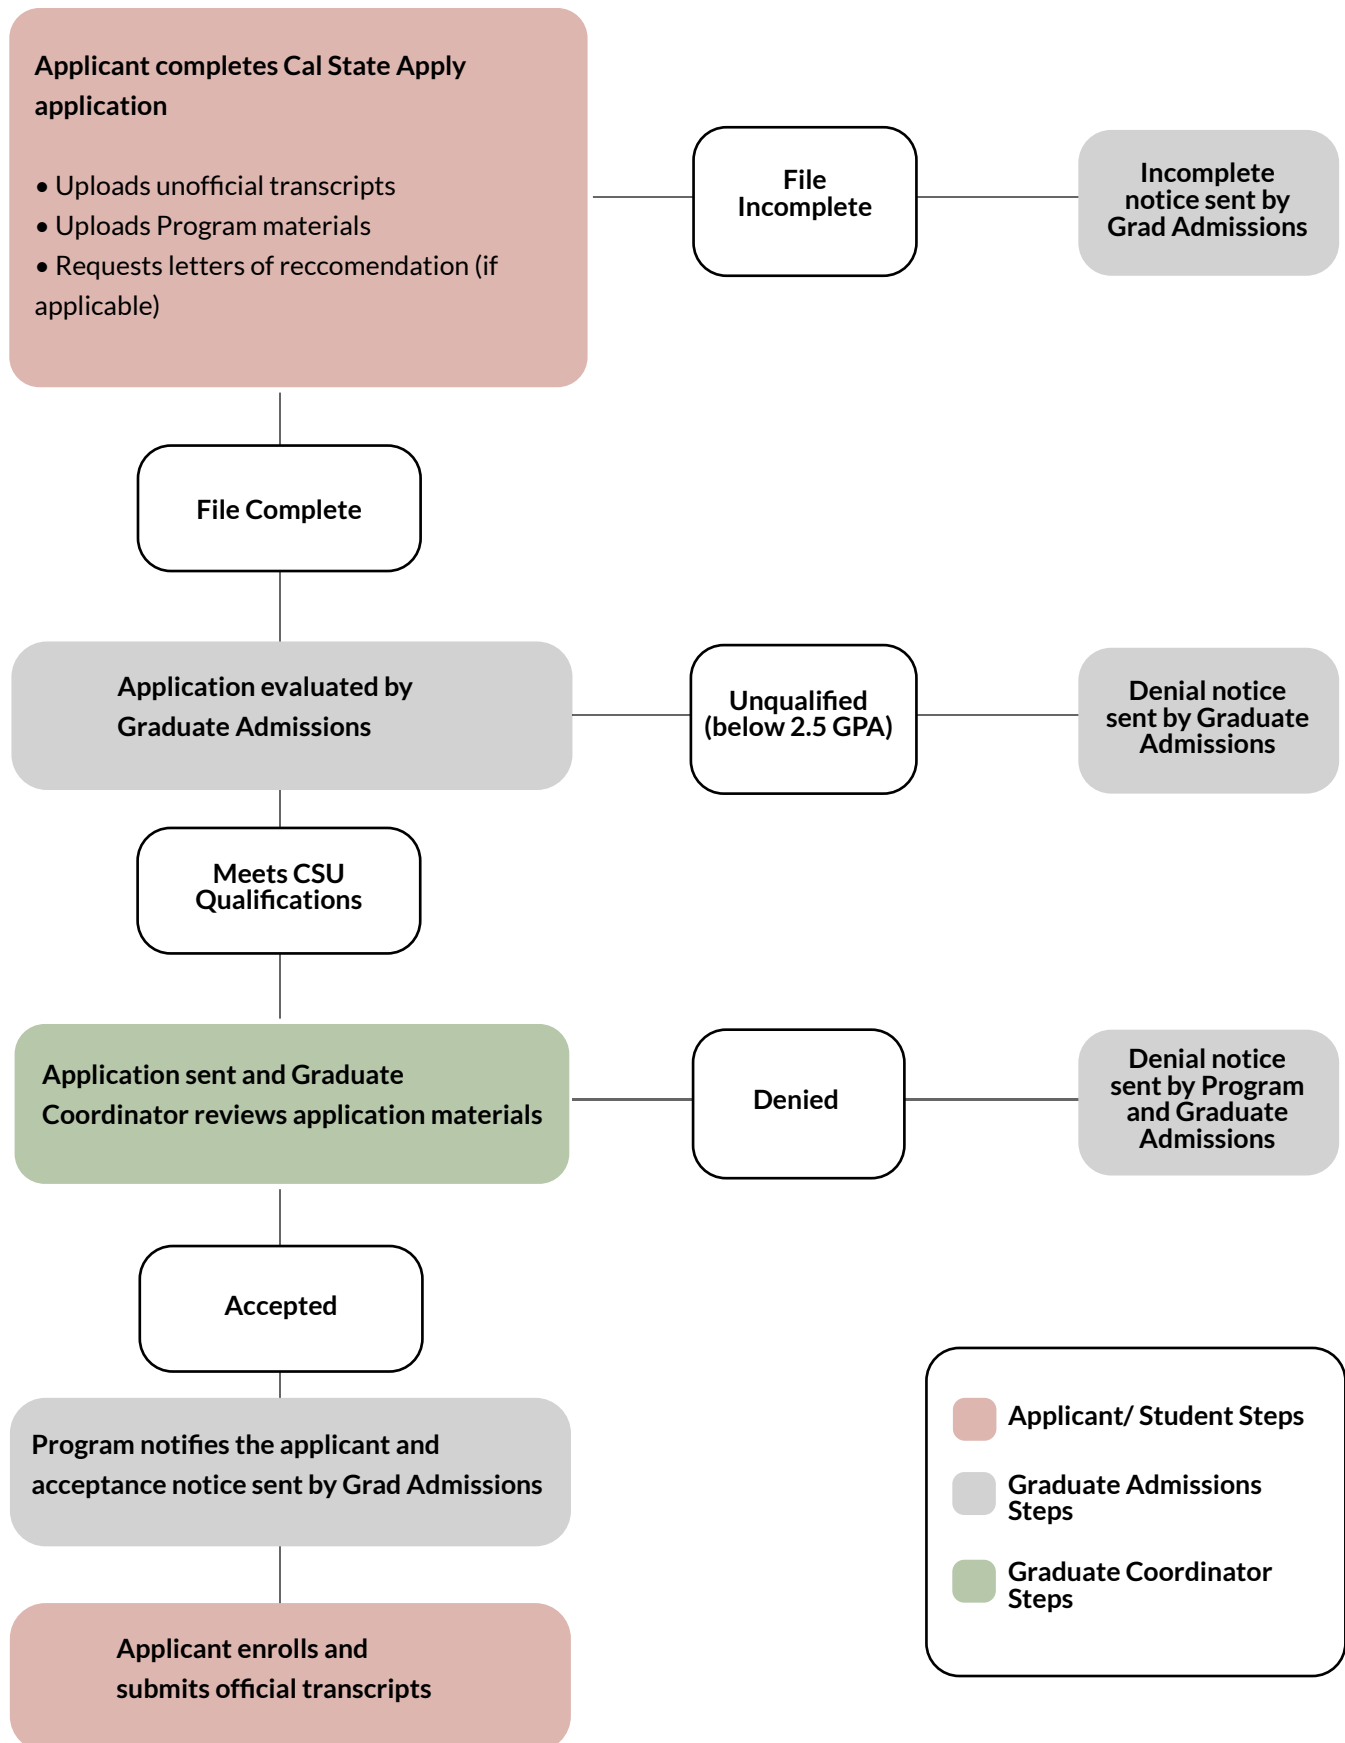 Applicant completes Cal State Apply
application
• Uploads unofficial transcripts
• Uploads Program materials
• Requests letters of reccomendation (if
applicable)
File
Incomplete
Incomplete
notice sent by
Grad Admissions
File Complete
Application evaluated by
Graduate Admissions
Unqualified
(below 2.5 GPA)
Denial notice
sent by Graduate
Admissions
Meets CSU
Qualifications
Application sent and Graduate
Coordinator reviews application materials
Denied
Denial notice
sent by Program
and Graduate
Admissions
Accepted
Program notifies the applicant and
acceptance notice sent by Grad Admissions
Applicant enrolls and
submits official transcripts
Applicant/ Student Steps
Graduate Admissions
Steps
Graduate Coordinator
Steps